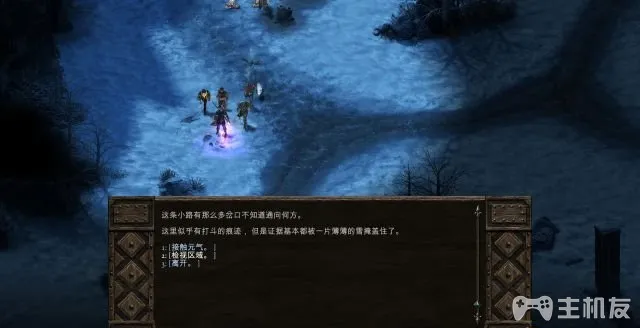 这条小路有那么多岔口不知道通向何方。
这里似乎有打斗的痕迹，但是证据基本都被一片薄薄的雪掩盖住了。
1: [接触元气。]
2: [检视区域。]
3: [离开。]
主机友